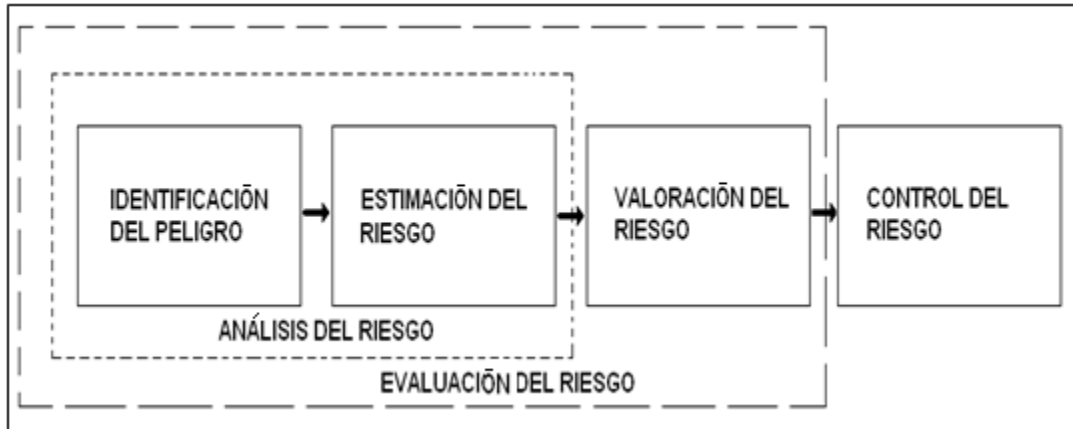 IDENTIFICACIÓN
DEL PELIGRO
ESTIMACIÓN DEL
RIESGO
VALORACIÓN DEL
RIESGO
CONTROL DEL
RIESGO
ANÁLISIS DEL RIESGO
EVALUACIÓN DEL RIESGO